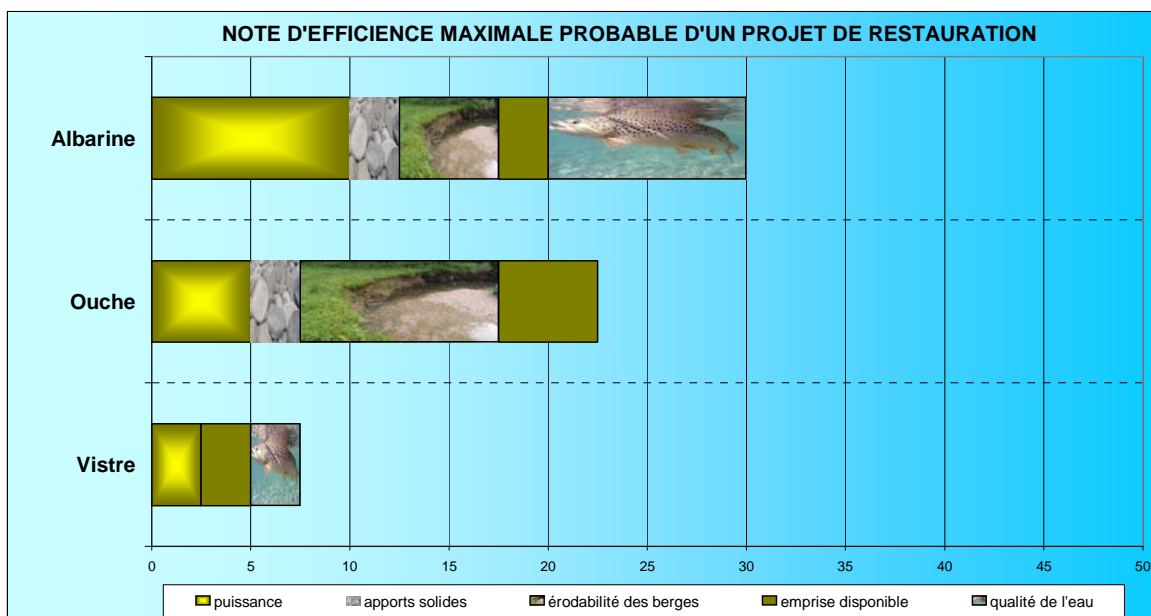 NOTE D'EFFICIENCE MAXIMALE PROBABLE D'UN PROJET DE RESTAURATION
Albarine
Ouche
Vistre
0 5 10 15 20 25 30 35 40 45 50
puissance apports solides érodabilité des berges emprise disponible qualité de l'eau